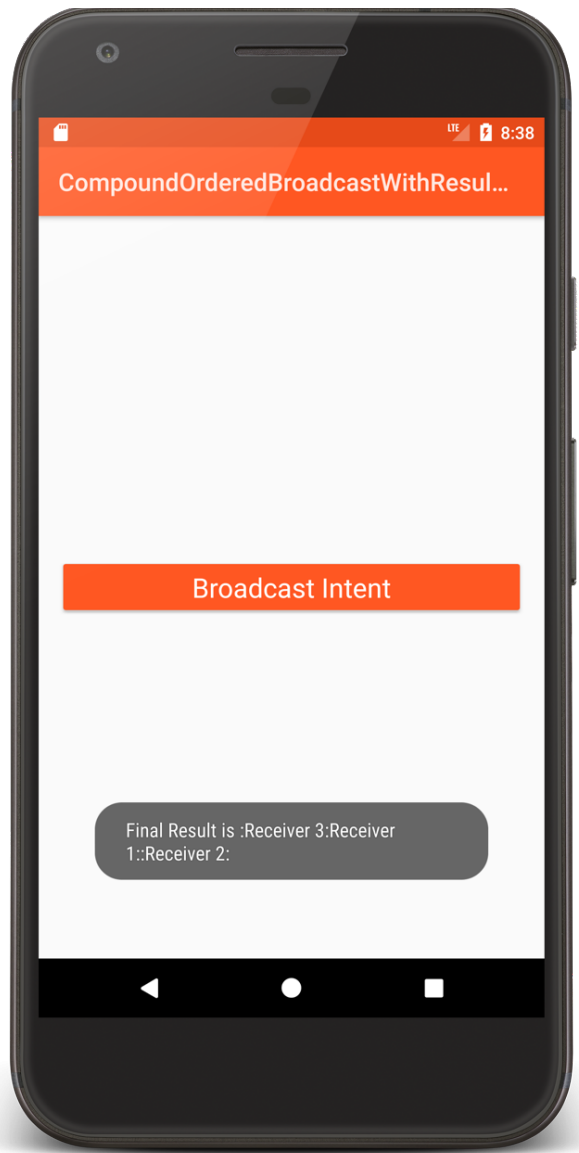 LTE 8:38
CompoundOrderedBroadcastWithResul...
Broadcast Intent
Final Result is :Receiver 3:Receiver
1::Receiver 2: